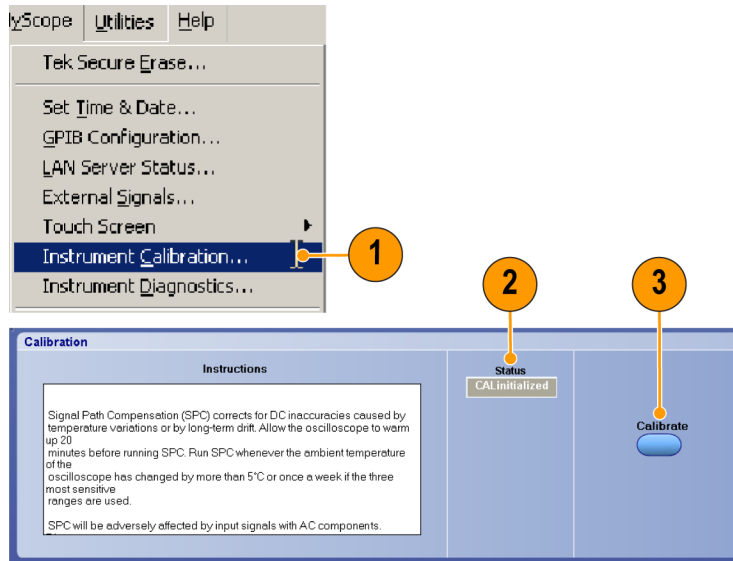 lyScope Utilities Help
Tek Secure Erase...
Set Time & Date...
GPIB Configuration...
LAN Server Status...
External Signals...
Touch Screen
Instrument Calibration...
Instrument Diagnostics...
1
2
3
Calibration
Instructions
Signal Path Compensation (SPC) corrects for DC inaccuracies caused by
temperature variations or by long-term drift. Allow the oscilloscope to warm
up 20
minutes before running SPC. Run SPC whenever the ambient temperature
of the
oscilloscope has changed by more than 5°C or once a week if the three
most sensitive
ranges are used.
SPC will be adversely affected by input signals with AC components.
Status
CALinitialized
Calibrate